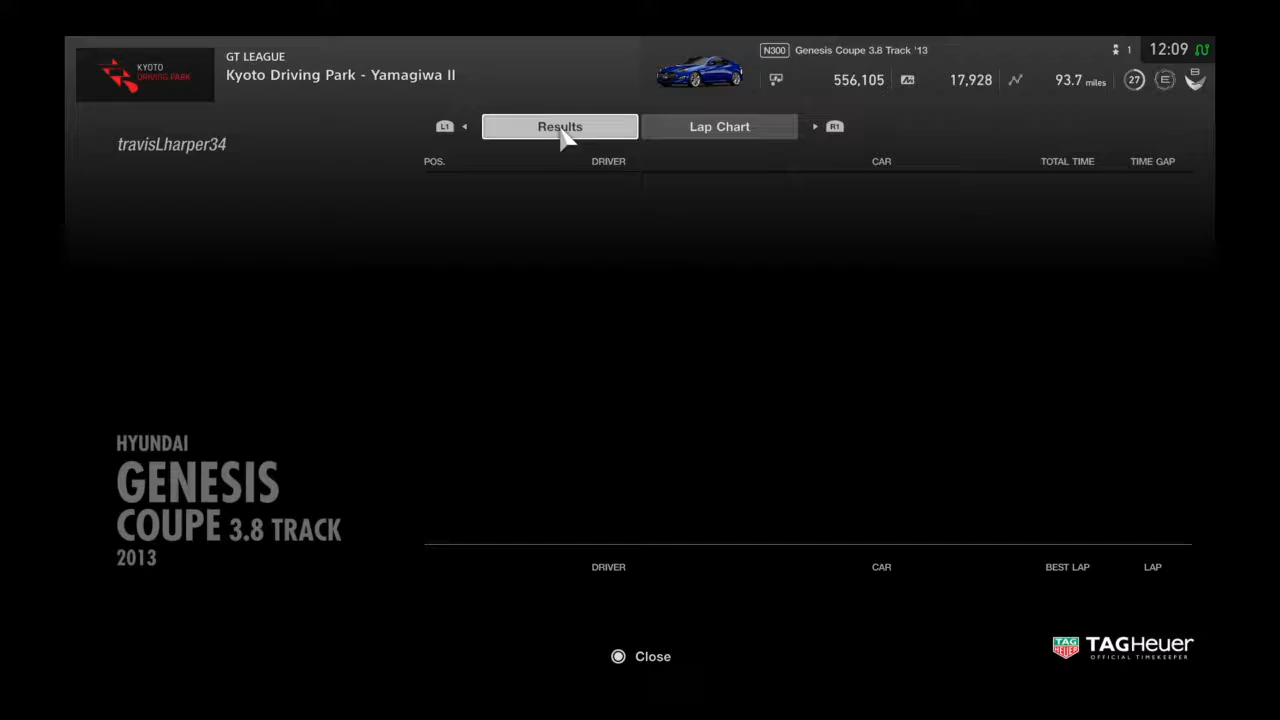 KYOTO
DRIVING PARK
GT LEAGUE
Kyoto Driving Park - Yamagiwa II
N300 Genesis Coupe 3.8 Track '13
556,105 17,928 93.7 miles
1 12:09
27 E B
travisLharper34
L1 Results Lap Chart R1
POS. DRIVER CAR TOTAL TIME TIME GAP
HYUNDAI
GENESIS
COUPE 3.8 TRACK
2013
DRIVER CAR BEST LAP LAP
Close
TAG HEUER TAGHeuer
OFFICIAL TIMEKEEPER